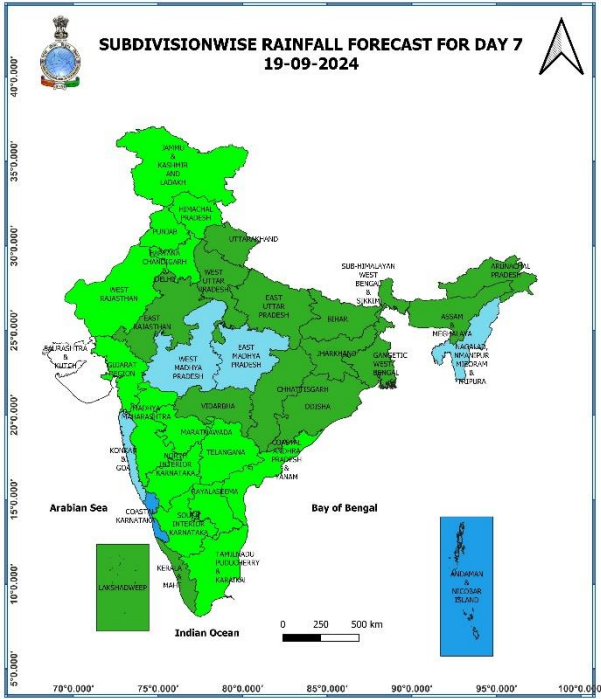 SUBDIVISIONWISE RAINFALL FORECAST FOR DAY 7
19-09-2024
40°0.000'
35°0.000'
30°0.000'
25°0.000'
20°0.000'
15°0.000'
10°0.000'
5°0.000'
JAMMU
&
KASHMIR
AND
LADAKH
HIMACHAL
PRADESH
PUNJAB
UTTARAKHAND
CHANDIGARH
DELHI
WEST
UTTAR
PRADESH
WEST
RAJASTHAN
EAST
RAJASTHAN
EAST
UTTAR
PRADESH
SUB-HIMALAYAN
WEST
BENGAL
&
SIKKIM
ARUNACHAL
PRADESH
BIHAR
ASSAM
&
MEGHALAYA
NMANIPUR
MIZORAM
&
TRIPURA
SAURASHTRA
&
KUTCH
GUJARAT
REGION
WEST
MADHYA
PRADESH
EAST
MADHYA
PRADESH
JHARKHAND
GANGETIC
WEST
BENGAL
CHHATTISGARH
ODISHA
VIDARBHA
MADHYA
MAHARASHTRA
MARATHWADA
KONKAN
&
GOA
NORTH
INTERIOR
KARNATAKA
TELANGANA
COASTAL
ANDHRA
PRADESH
&
YANAM
RAYALASEEMA
Arabian Sea
COASTAL
KARNATAKA
SOUTH
INTERIOR
KARNATAKA
Bay of Bengal
LAKSHADWEEP
KERALA
&
MAHE
TAMILNADU
PUDUCHERRY
&
KARAIKAL
ANDAMAN
&
NICOBAR
ISLAND
Indian Ocean
0 250 500 km
70°0.000' 75°0.000' 80°0.000' 85°0.000' 90°0.000' 95°0.000' 100°0.000'